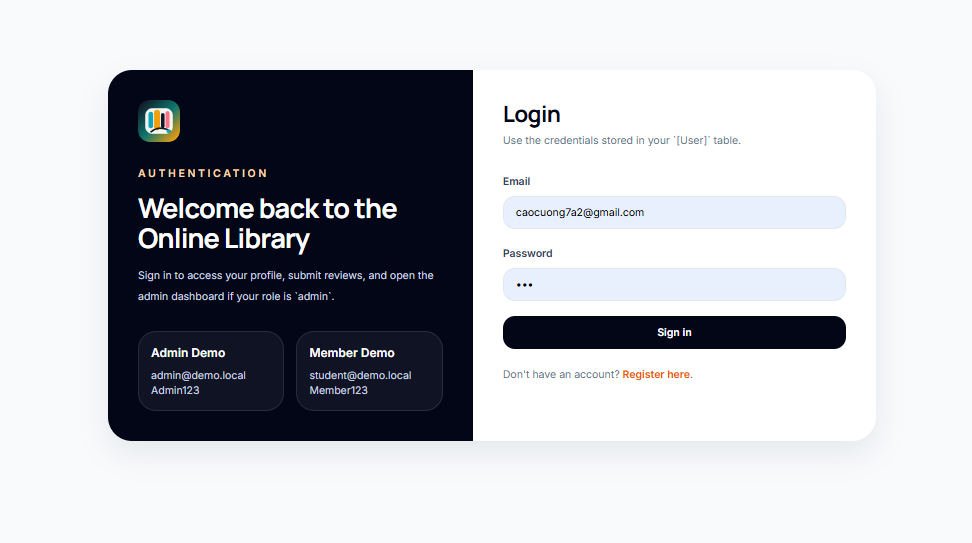 AUTHENTICATION
Welcome back to the
Online Library
Sign in to access your profile, submit reviews, and open the
admin dashboard if your role is `admin`.
Admin Demo
admin@demo.local
Admin123
Member Demo
student@demo.local
Member123
Login
Use the credentials stored in your `[User]` table.
Email
caocuong7a2@gmail.com
Password
•••
Sign in
Don't have an account? Register here.